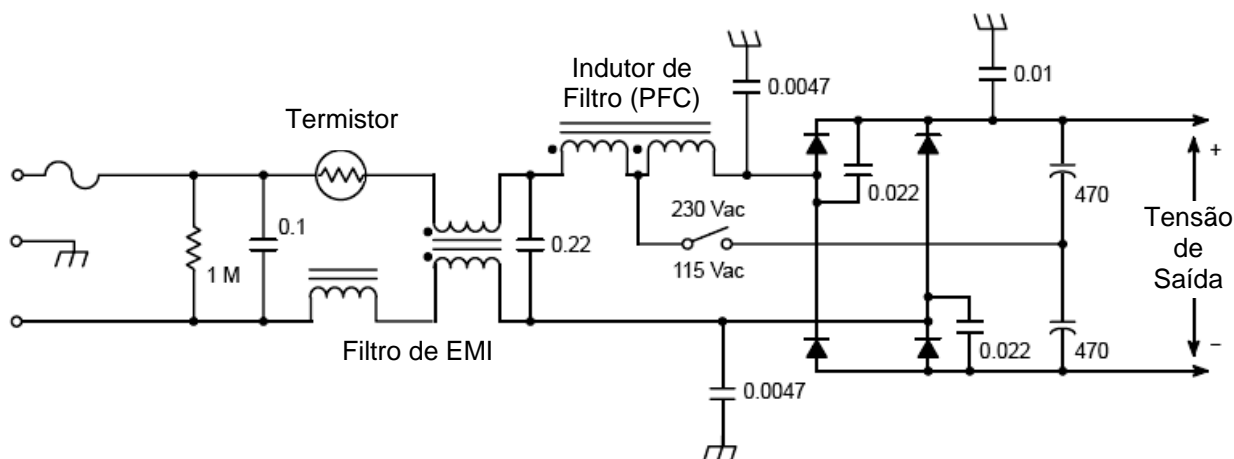 Indutor de
Filtro (PFC)
0.0047
0.01
Termistor
+
0.022
470
230 Vac
0.1
0.22
Tensão
de
Saída
115 Vac
1 M
Filtro de EMI
0.022
470
−
0.0047